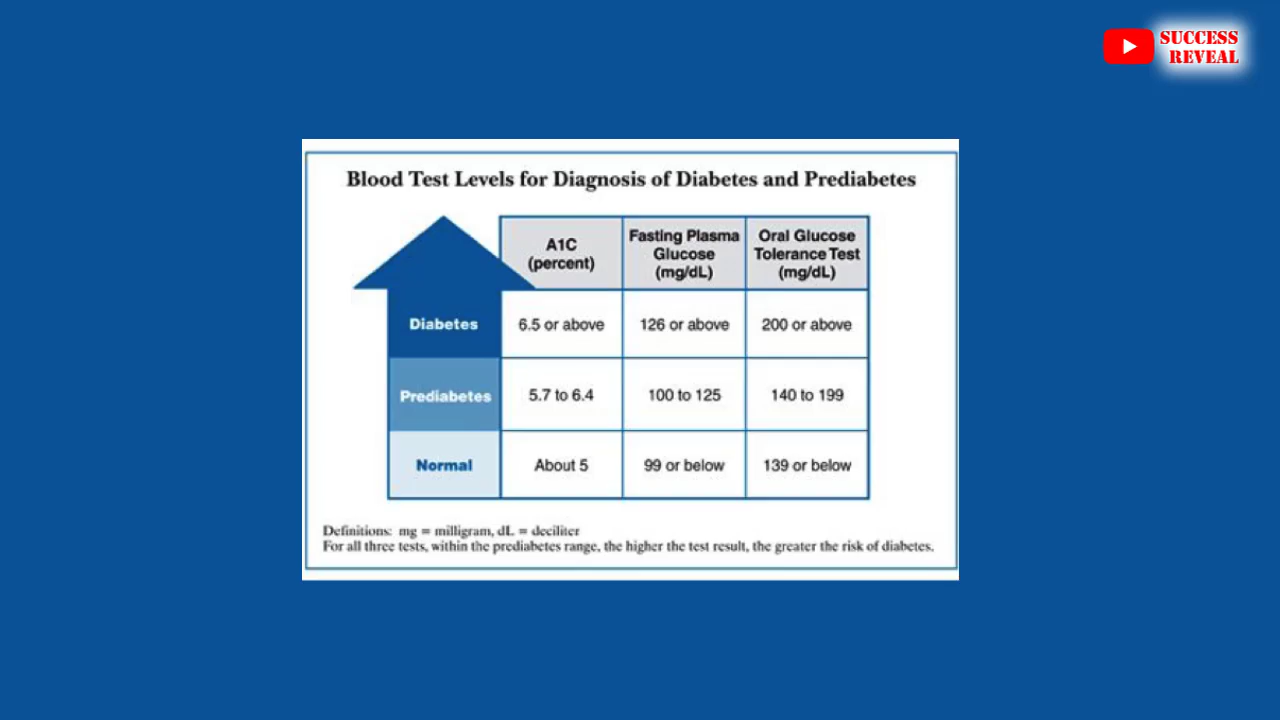 SUCCESS
REVEAL
Blood Test Levels for Diagnosis of Diabetes and Prediabetes
A1C
(percent)
Fasting Plasma
Glucose
(mg/dL)
Oral Glucose
Tolerance Test
(mg/dL)
Diabetes
6.5 or above
126 or above
200 or above
Prediabetes
5.7 to 6.4
100 to 125
140 to 199
Normal
About 5
99 or below
139 or below
Definitions: mg = milligram, dL = deciliter
For all three tests, within the prediabetes range, the higher the test result, the greater the risk of diabetes.